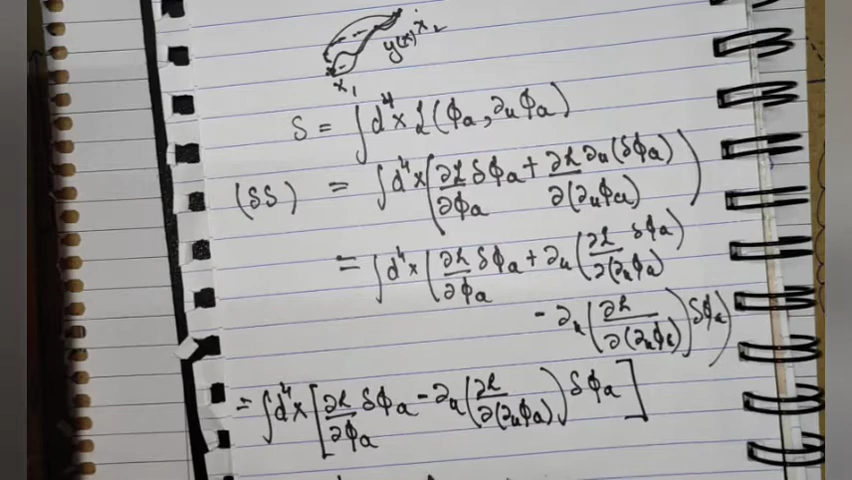 y(x) x₂
x₁
S = ∫d⁴x ℒ(ϕₐ, ∂ᵤϕₐ)
(δS) = ∫d⁴x(∂ℒ/∂ϕₐ δϕₐ + ∂ℒ/∂(∂ᵤϕₐ) ∂ᵤ(δϕₐ))
= ∫d⁴x(∂ℒ/∂ϕₐ δϕₐ + ∂ᵤ(∂ℒ/∂(∂ᵤϕₐ) δϕₐ)
- ∂ᵤ(∂ℒ/∂(∂ᵤϕₐ))δϕₐ)
= ∫d⁴x[∂ℒ/∂ϕₐ δϕₐ - ∂ᵤ(∂ℒ/∂(∂ᵤϕₐ))δϕₐ]